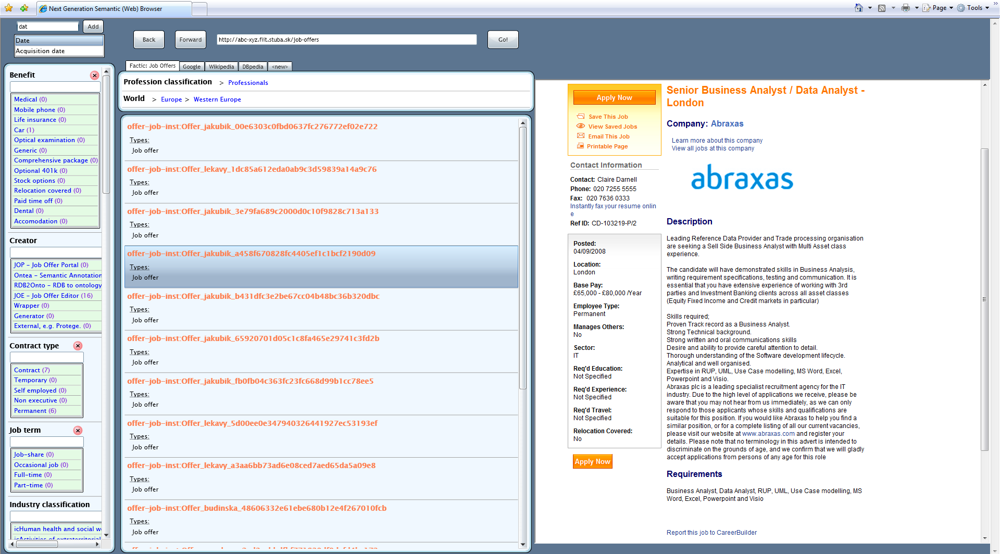 Next Generation Semantic (Web) Browser
Page
Tools
dat
Add
Date
Acquisition date
Back
Forward
http://abc-xyz.fiit.stuba.sk/job-offers
Go!
Factic: Job Offers
Google
Wikipedia
DBpedia
<new>
Benefit
Medical (0)
Mobile phone (0)
Life insurance (0)
Car (1)
Optical examination (0)
Generic (0)
Comprehensive package (0)
Optional 401k (0)
Stock options (0)
Relocation covered (0)
Paid time off (0)
Dental (0)
Accomodation (0)
Creator
JOP - Job Offer Portal (0)
Ontea - Semantic Annotation
RDB2Onto - RDB to ontology
JOE - Job Offer Editor (16)
Wrapper (0)
Generator (0)
External, e.g. Protege. (0)
Contract type
Contract (7)
Temporary (0)
Self employed (0)
Non executive (0)
Permanent (6)
Job term
Job-share (0)
Occasional job (0)
Full-time (0)
Part-time (0)
Industry classification
icHuman health and social w
icActivities of extraterritorial
Profession classification > Professionals
World > Europe > Western Europe
offer-job-inst:Offer_jakubik_00e6303c0fbd0637fc276772ef02e722
Types:
Job offer
offer-job-inst:Offer_lekavy_1dc85a612eda0ab9c3d59839a14a9c76
Types:
Job offer
offer-job-inst:Offer_jakubik_3e79fa689c2000d0c10f9828c713a133
Types:
Job offer
offer-job-inst:Offer_jakubik_a458f670828fc4405ef1c1bcf2190d09
Types:
Job offer
offer-job-inst:Offer_jakubik_b431dfc3e2be67cc04b48bc36b320dbc
Types:
Job offer
offer-job-inst:Offer_jakubik_65920701d05c1c8fa465e29741c3fd2b
Types:
Job offer
offer-job-inst:Offer_jakubik_fb0fb04c363fc23fc668d99b1cc78ee5
Types:
Job offer
offer-job-inst:Offer_lekavy_5d00ee0e347940326441927ec53193ef
Types:
Job offer
offer-job-inst:Offer_lekavy_a3aa6bb73ad6e08ced7aed65da5a09e8
Types:
Job offer
offer-job-inst:Offer_budinska_48606332e61ebe680b12e4f267010fcb
Types:
Job offer
Apply Now
Save This Job
View Saved Jobs
Email This Job
Printable Page
Contact Information
Contact: Claire Darnell
Phone: 020 7255 5555
Fax: 020 7636 0333
Instantly fax your resume onlin
e
Ref ID: CD-103219-P/2
Posted:
04/09/2008
Location:
London
Base Pay:
£65,000 - £80,000 /Year
Employee Type:
Permanent
Manages Others:
No
Sector:
IT
Req'd Education:
Not Specified
Req'd Experience:
Not Specified
Req'd Travel:
Not Specified
Relocation Covered:
No
Apply Now
Senior Business Analyst / Data Analyst -
London
Company: Abraxas
Learn more about this company
View all jobs at this company
abraxas
Description
Leading Reference Data Provider and Trade processing organisation
are seeking a Sell Side Business Analyst with Multi Asset class
experience.
The candidate will have demonstrated skills in Business Analysis,
writing requirement specifications, testing and communication. It is
essential that you have extensive experience of working with 3rd
parties and Investment Banking clients across all asset classes
(Equity Fixed Income and Credit markets in particular)
Skills required;
Proven Track record as a Business Analyst.
Strong Technical background.
Strong written and oral communications skills
Desire and ability to provide careful attention to detail.
Thorough understanding of the Software development lifecycle.
Analytical and well organised.
Expertise in RUP, UML, Use Case modelling, MS Word, Excel,
Powerpoint and Visio.
Abraxas plc is a leading specialist recruitment agency for the IT
industry. Due to the high level of applications we receive, please be
aware that you may not hear from us immediately, as we can only
respond to those applicants whose skills and qualifications are
suitable for this position. If you would like Abraxas to help you find a
similar position, or for a complete listing of all our current vacancies,
please visit our website at www.abraxas.com and register your
details. Please note that no terminology in this advert is intended to
discriminate on the grounds of age, and we confirm that we will gladly
accept applications from persons of any age for this role
Requirements
Business Analyst, Data Analyst, RUP, UML, Use Case modelling, MS
Word, Excel, Powerpoint and Visio
Report this job to CareerBuilder